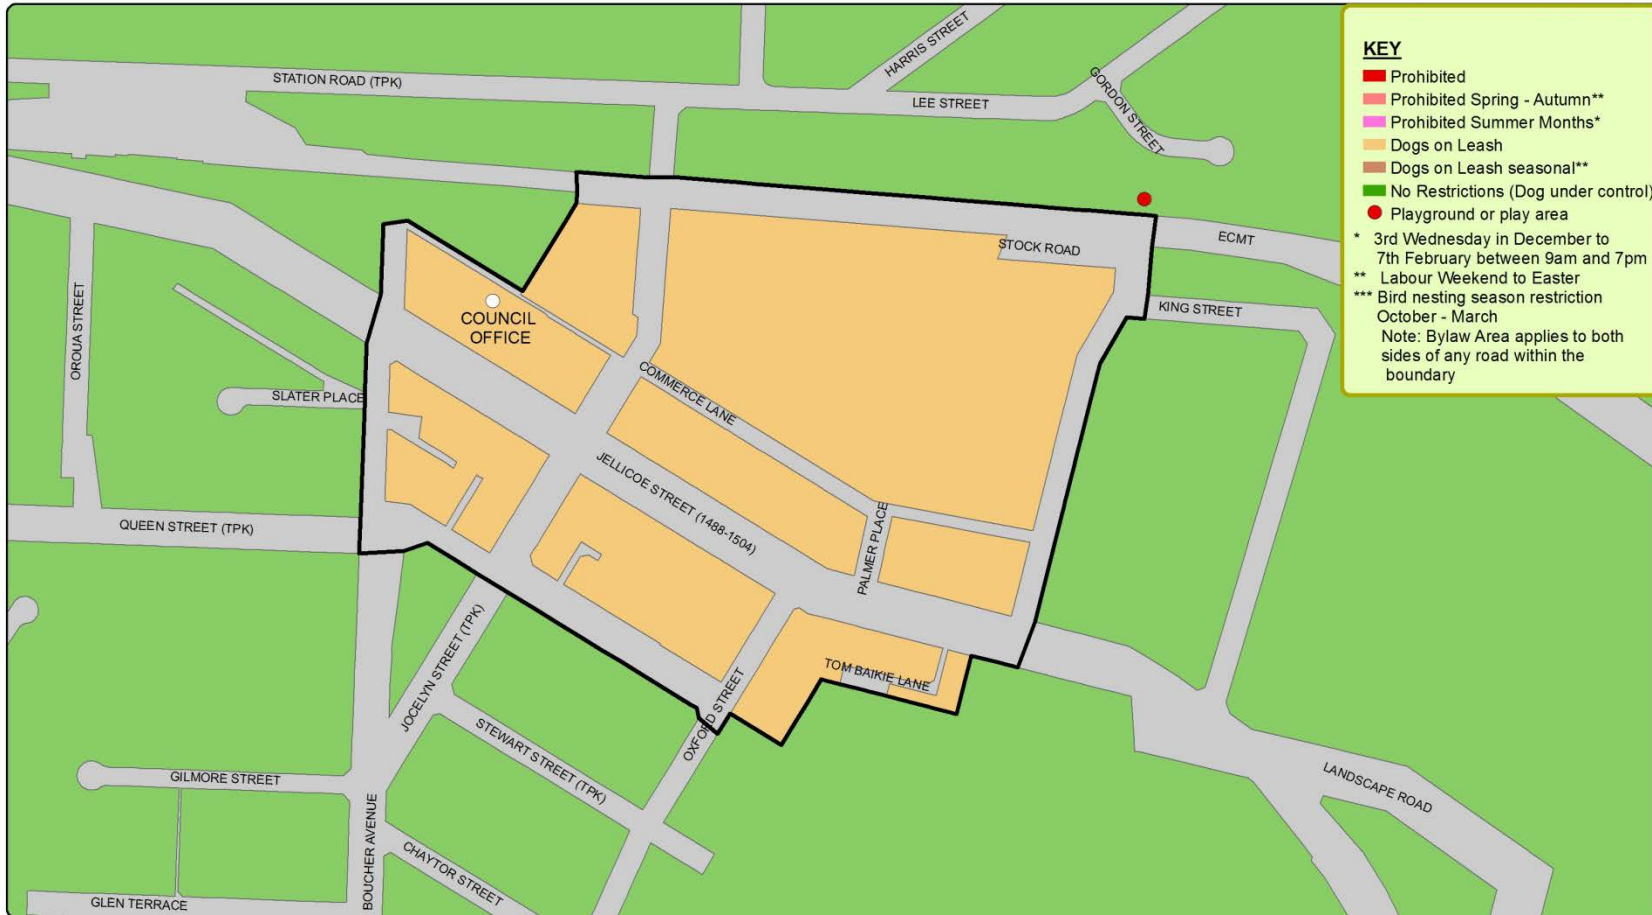 STATION ROAD (TPK)
HARRIS STREET
LEE STREET
GORDON STREET
STOCK ROAD
ECMT
KING STREET
OROUA STREET
COUNCIL
OFFICE
SLATER PLACE
COMMERCE LANE
JELLICOE STREET (1488-1504)
PALMER PLACE
QUEEN STREET (TPK)
TOM BAIKIE LANE
JOCELYN STREET (TPK)
OXFORD STREET
STEWART STREET (TPK)
GILMORE STREET
BOUCHER AVENUE
CHAYTOR STREET
GLEN TERRACE
LANDSCAPE ROAD
KEY
Prohibited
Prohibited Spring - Autumn**
Prohibited Summer Months*
Dogs on Leash
Dogs on Leash seasonal**
No Restrictions (Dog under control)
Playground or play area
* 3rd Wednesday in December to
7th February between 9am and 7pm
** Labour Weekend to Easter
*** Bird nesting season restriction
October - March
Note: Bylaw Area applies to both
sides of any road within the
boundary